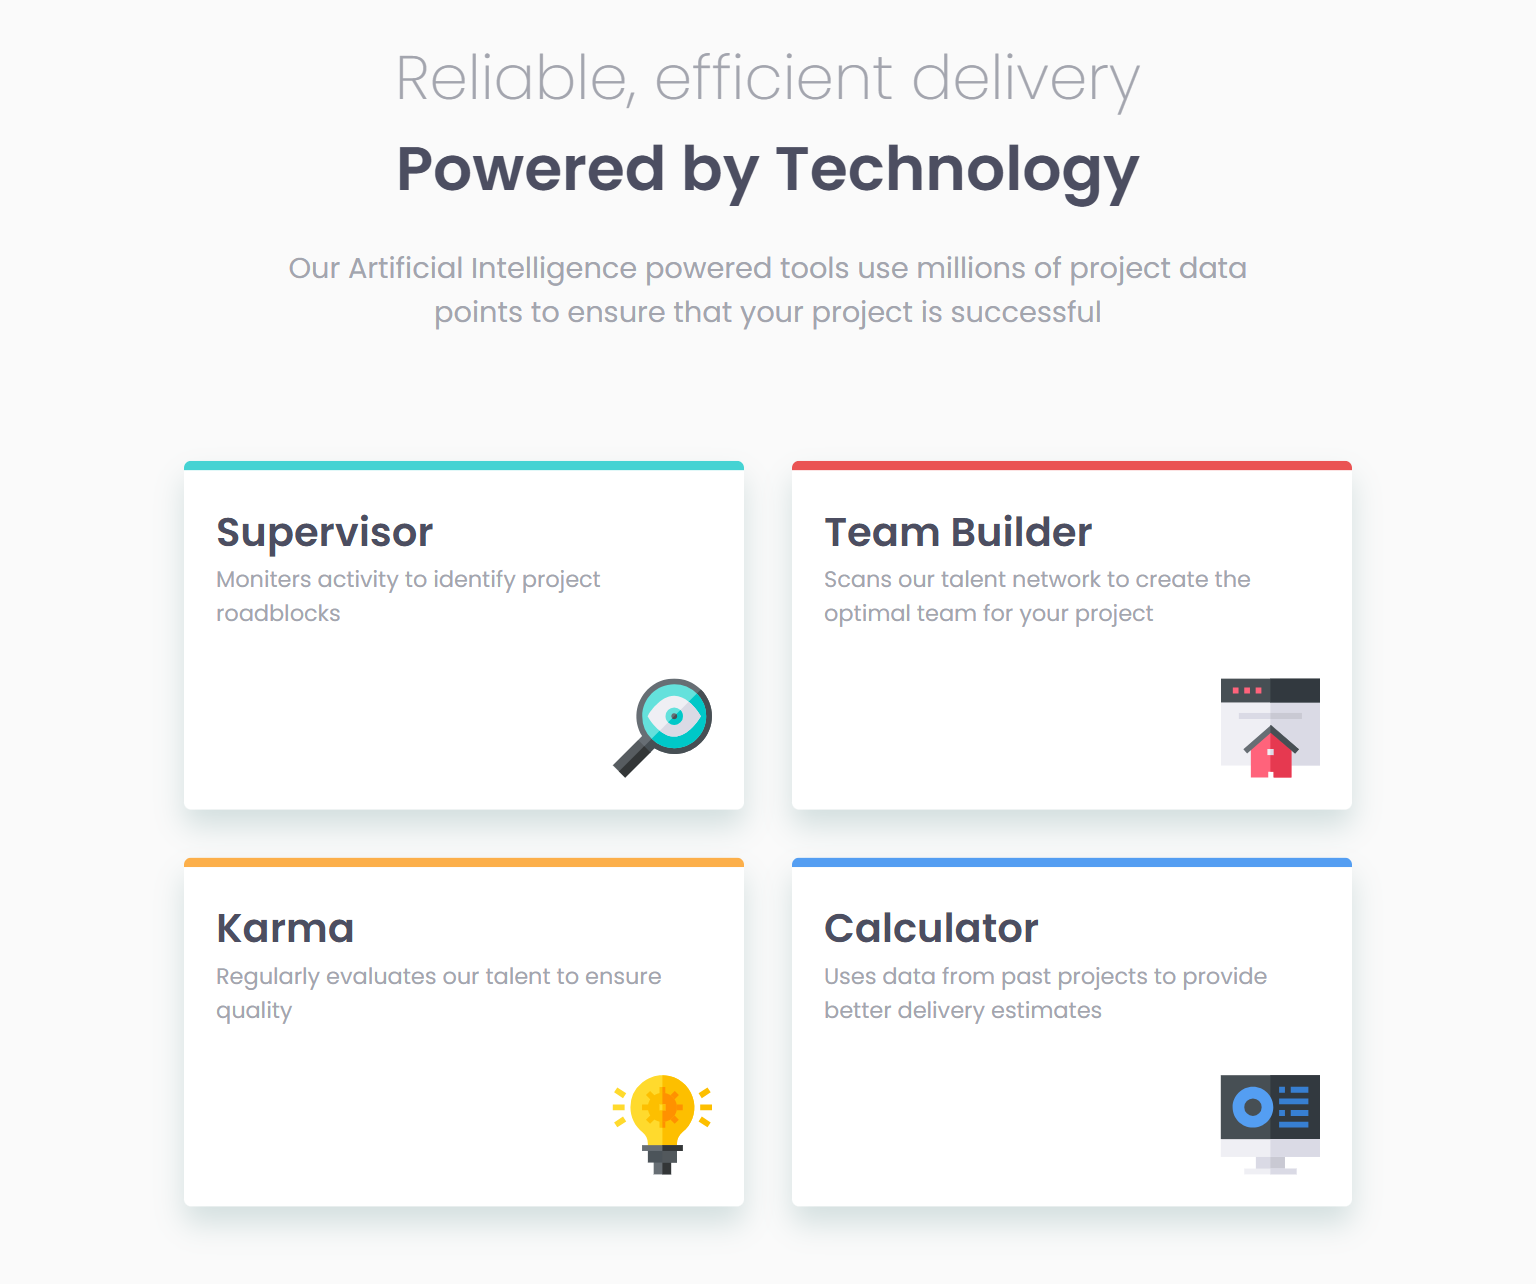 Reliable, efficient delivery
Powered by Technology
Our Artificial Intelligence powered tools use millions of project data
points to ensure that your project is successful
Supervisor
Moniters activity to identify project
roadblocks
Team Builder
Scans our talent network to create the
optimal team for your project
Karma
Regularly evaluates our talent to ensure
quality
Calculator
Uses data from past projects to provide
better delivery estimates